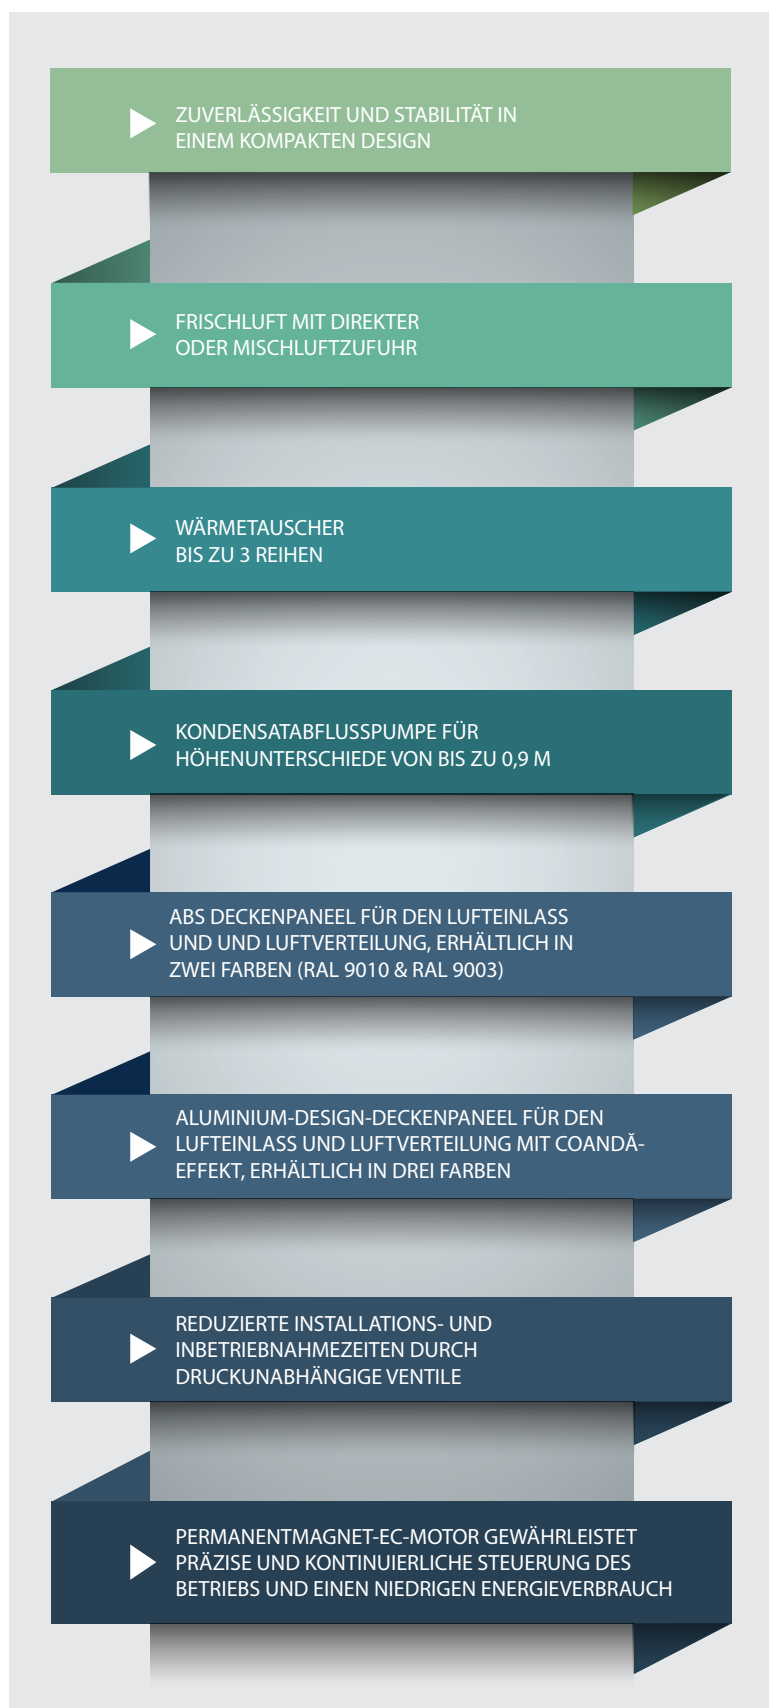 ZUVERLÄSSIGKEIT UND STABILITÄT IN
EINEM KOMPAKTEN DESIGN
FRISCHLUFT MIT DIREKTER
ODER MISCHLUFTZUFUHR
WÄRMETAUSCHER
BIS ZU 3 REIHEN
KONDENSATABFLUSSPUMPE FÜR
HÖHENUNTERSCHIEDE VON BIS ZU 0,9 M
ABS DECKENPANEEL FÜR DEN LUFTEINLASS
UND UND LUFTVERTEILUNG, ERHÄLTLICH IN
ZWEI FARBEN (RAL 9010 & RAL 9003)
ALUMINIUM-DESIGN-DECKENPANEEL FÜR DEN
LUFTEINLASS UND LUFTVERTEILUNG MIT COANDĂ-
EFFEKT, ERHÄLTLICH IN DREI FARBEN
REDUZIERTE INSTALLATIONS- UND
INBETRIEBNAHMEZEITEN DURCH
DRUCKUNABHÄNGIGE VENTILE
PERMANENTMAGNET-EC-MOTOR GEWÄHRLEISTET
PRÄZISE UND KONTINUIERLICHE STEUERUNG DES
BETRIEBS UND EINEN NIEDRIGEN ENERGIEVERBRAUCH